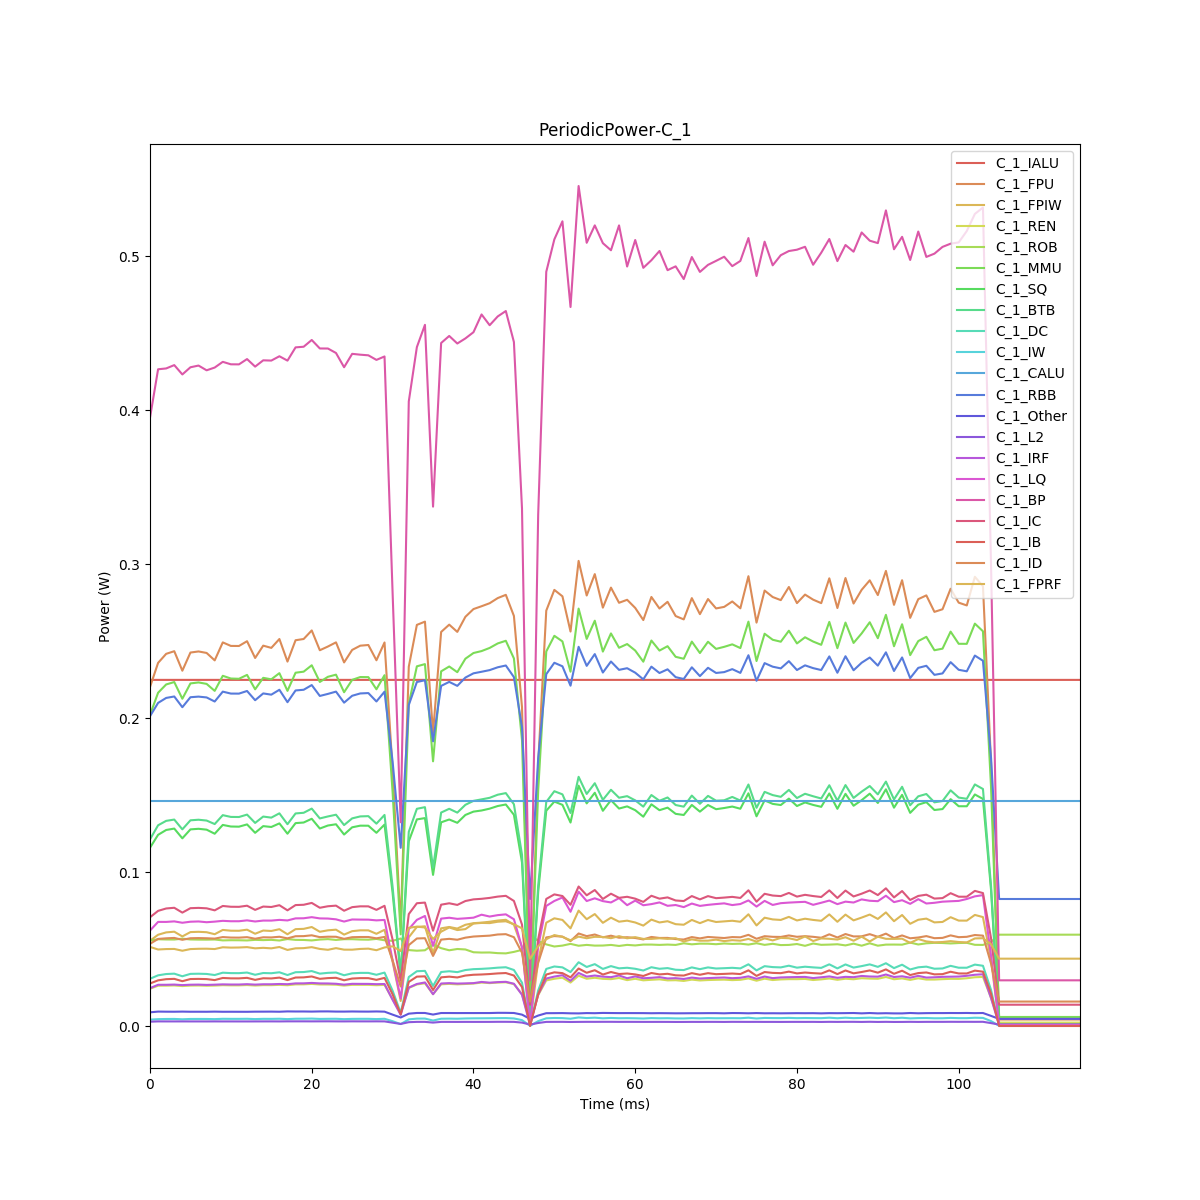 PeriodicPower-C_1
Power (W)
0.5
0.4
0.3
0.2
0.1
0.0
0
20
40
60
80
100
Time (ms)
C_1_IALU
C_1_FPU
C_1_FPIW
C_1_REN
C_1_ROB
C_1_MMU
C_1_SQ
C_1_BTB
C_1_DC
C_1_IW
C_1_CALU
C_1_RBB
C_1_Other
C_1_L2
C_1_IRF
C_1_LQ
C_1_BP
C_1_IC
C_1_IB
C_1_ID
C_1_FPRF